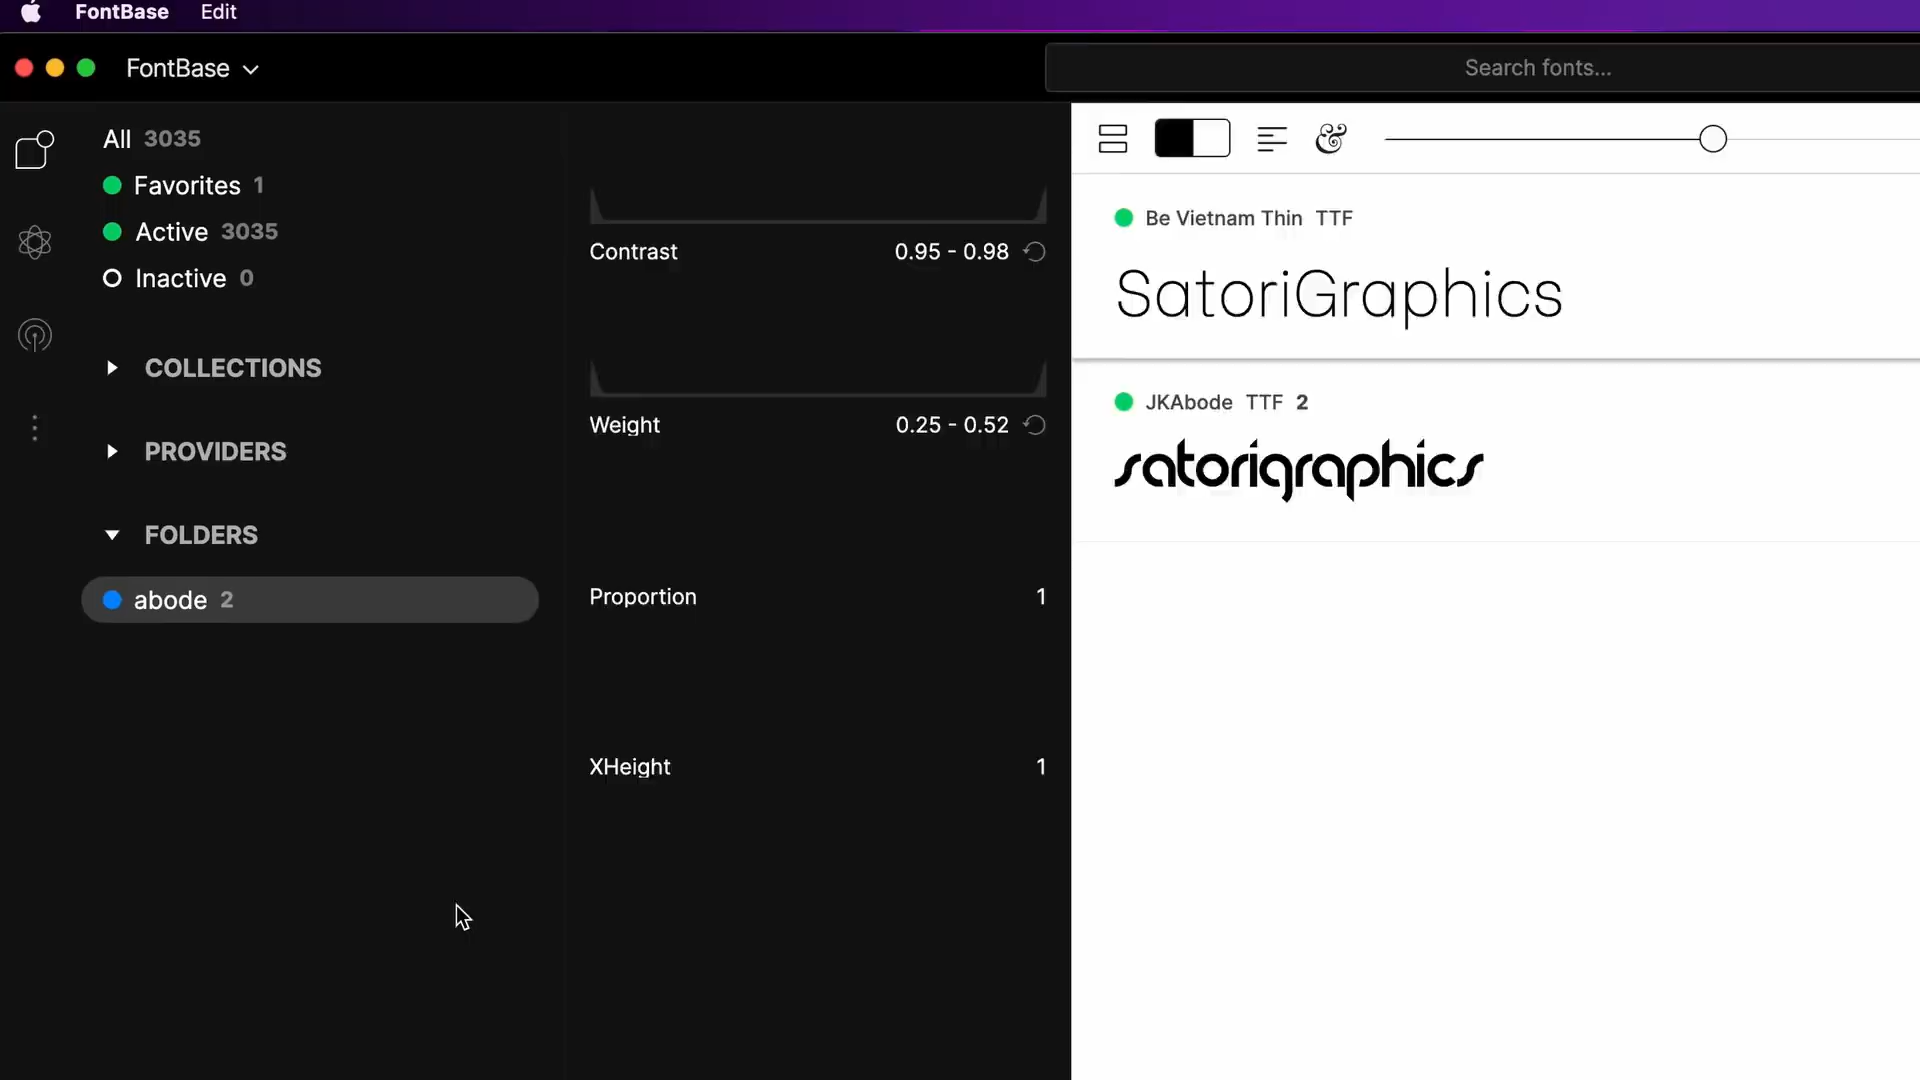 FontBase Edit
FontBase
Search fonts...
All 3035
Favorites 1
Active 3035
Inactive 0
COLLECTIONS
PROVIDERS
FOLDERS
abode 2
Contrast 0.95 - 0.98
Weight 0.25 - 0.52
Proportion 1
XHeight 1
&
Be Vietnam Thin TTF
SatoriGraphics
JKAbode TTF 2
satorigraphics